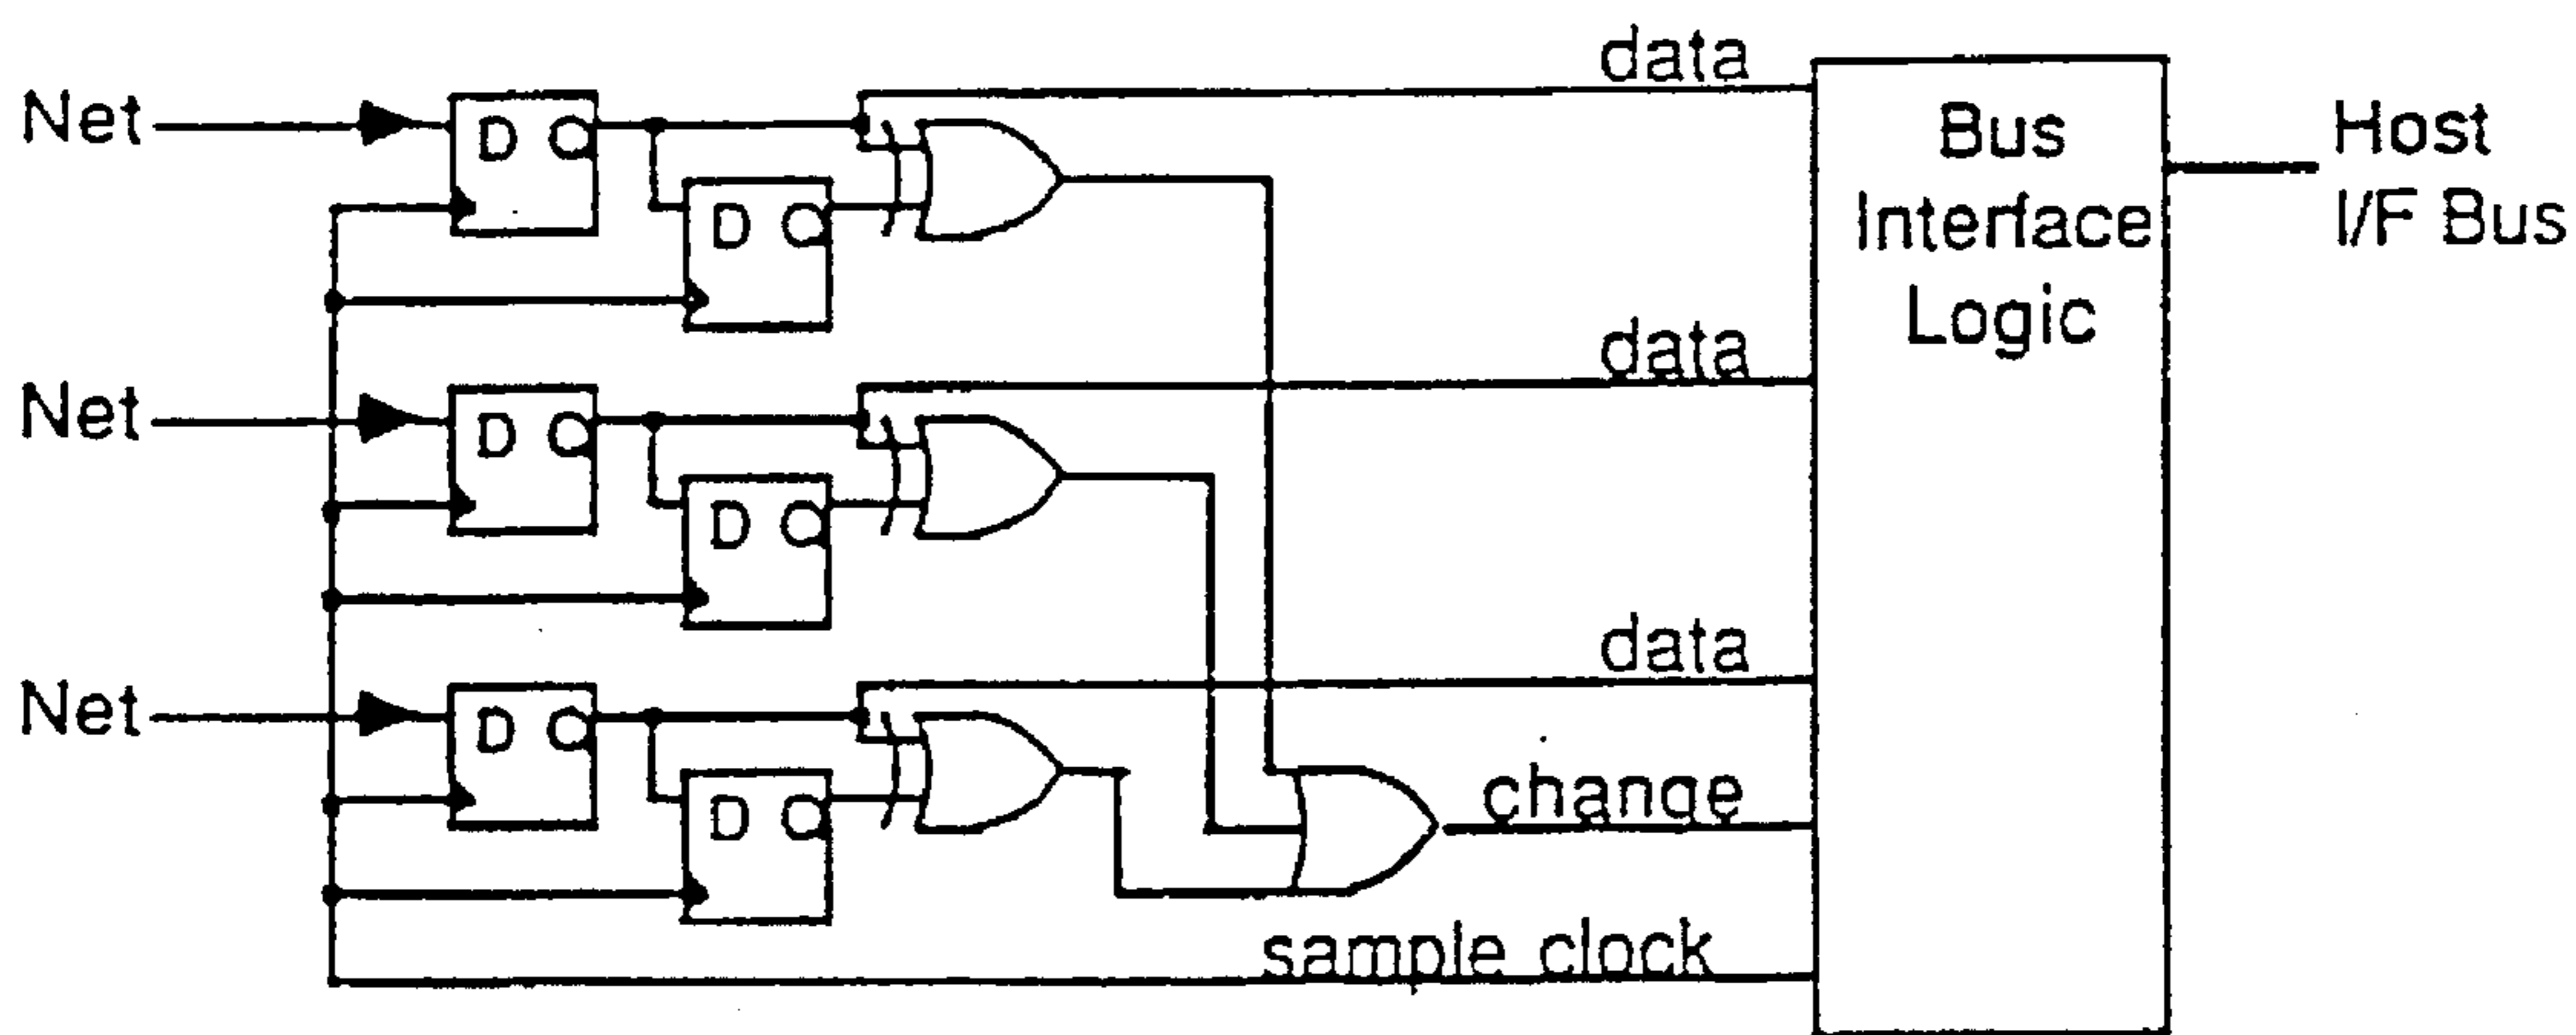 Net
D Q
D Q
data
Net
D Q
D Q
data
Net
D Q
D Q
data
change
sample clock
Bus
Interface
Logic
Host
I/F Bus